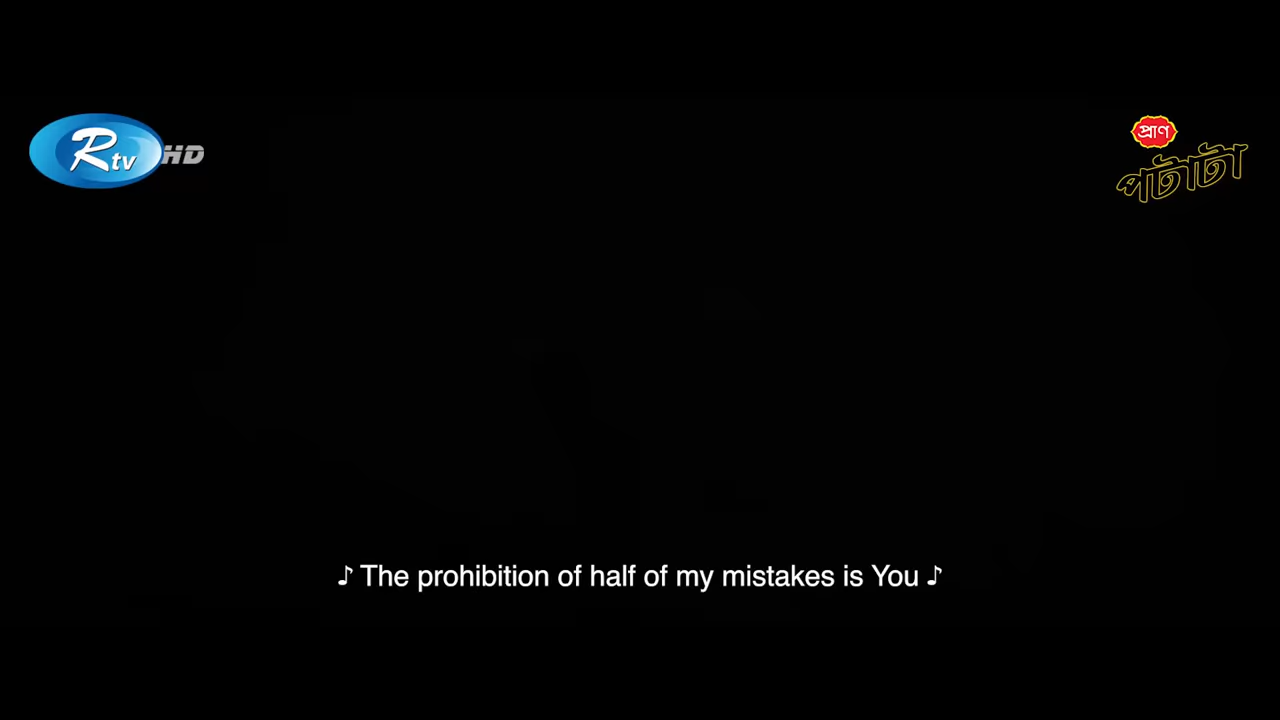 Rtv HD
প্রাণ
পটাটা
♪ The prohibition of half of my mistakes is You ♪